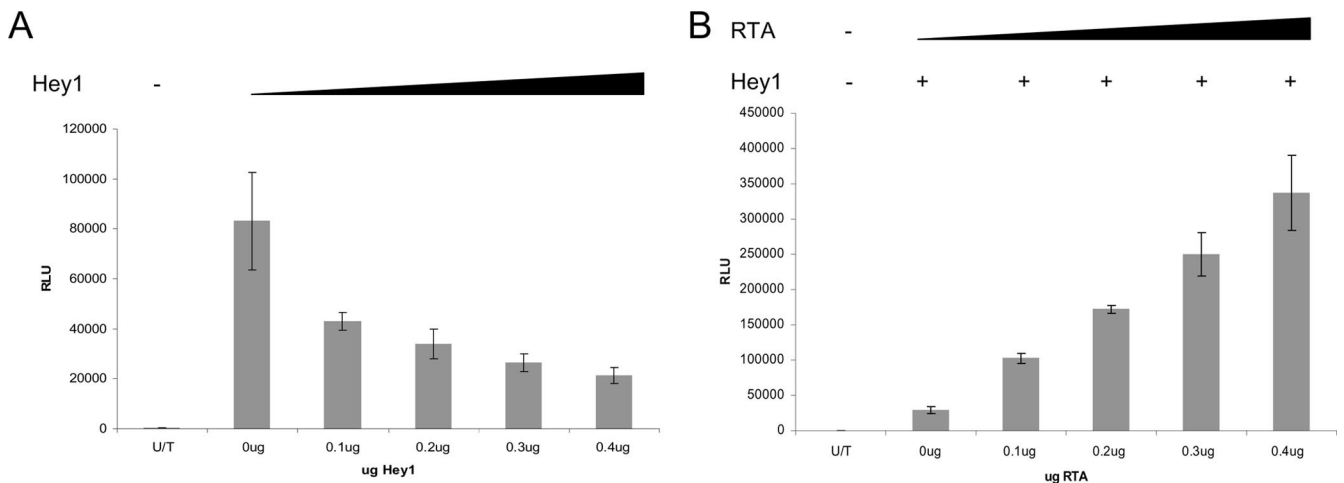 A
Hey1 -
120000
100000
80000
60000
40000
20000
0
RLU
U/T 0ug 0.1ug 0.2ug 0.3ug 0.4ug
ug Hey1
B
RTA -
Hey1 - + + + + +
450000
400000
350000
300000
250000
200000
150000
100000
50000
0
RLU
U/T 0ug 0.1ug 0.2ug 0.3ug 0.4ug
ug RTA